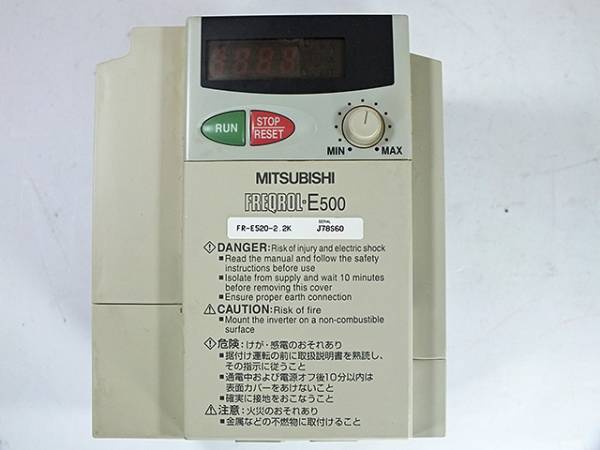 RUN
STOP
RESET
MIN MAX
MITSUBISHI
FREQROL-E500
SERIAL
FR-E520-2.2K J78S60
DANGER: Risk of injury and electric shock
■ Read the manual and follow the safety
instructions before use
■ Isolate from supply and wait 10 minutes
before removing this cover
■ Ensure proper earth connection
CAUTION: Risk of fire
■ Mount the inverter on a non-combustible
surface
危険：けが・感電のおそれあり
■ 据付け運転の前に取扱説明書を熟読し、
その指示に従うこと
■ 通電中および電源オフ後10分以内は
表面カバーをあけないこと
■ 確実に接地をおこなうこと
注意：火災のおそれあり
■ 金属などの不燃物に取付けること